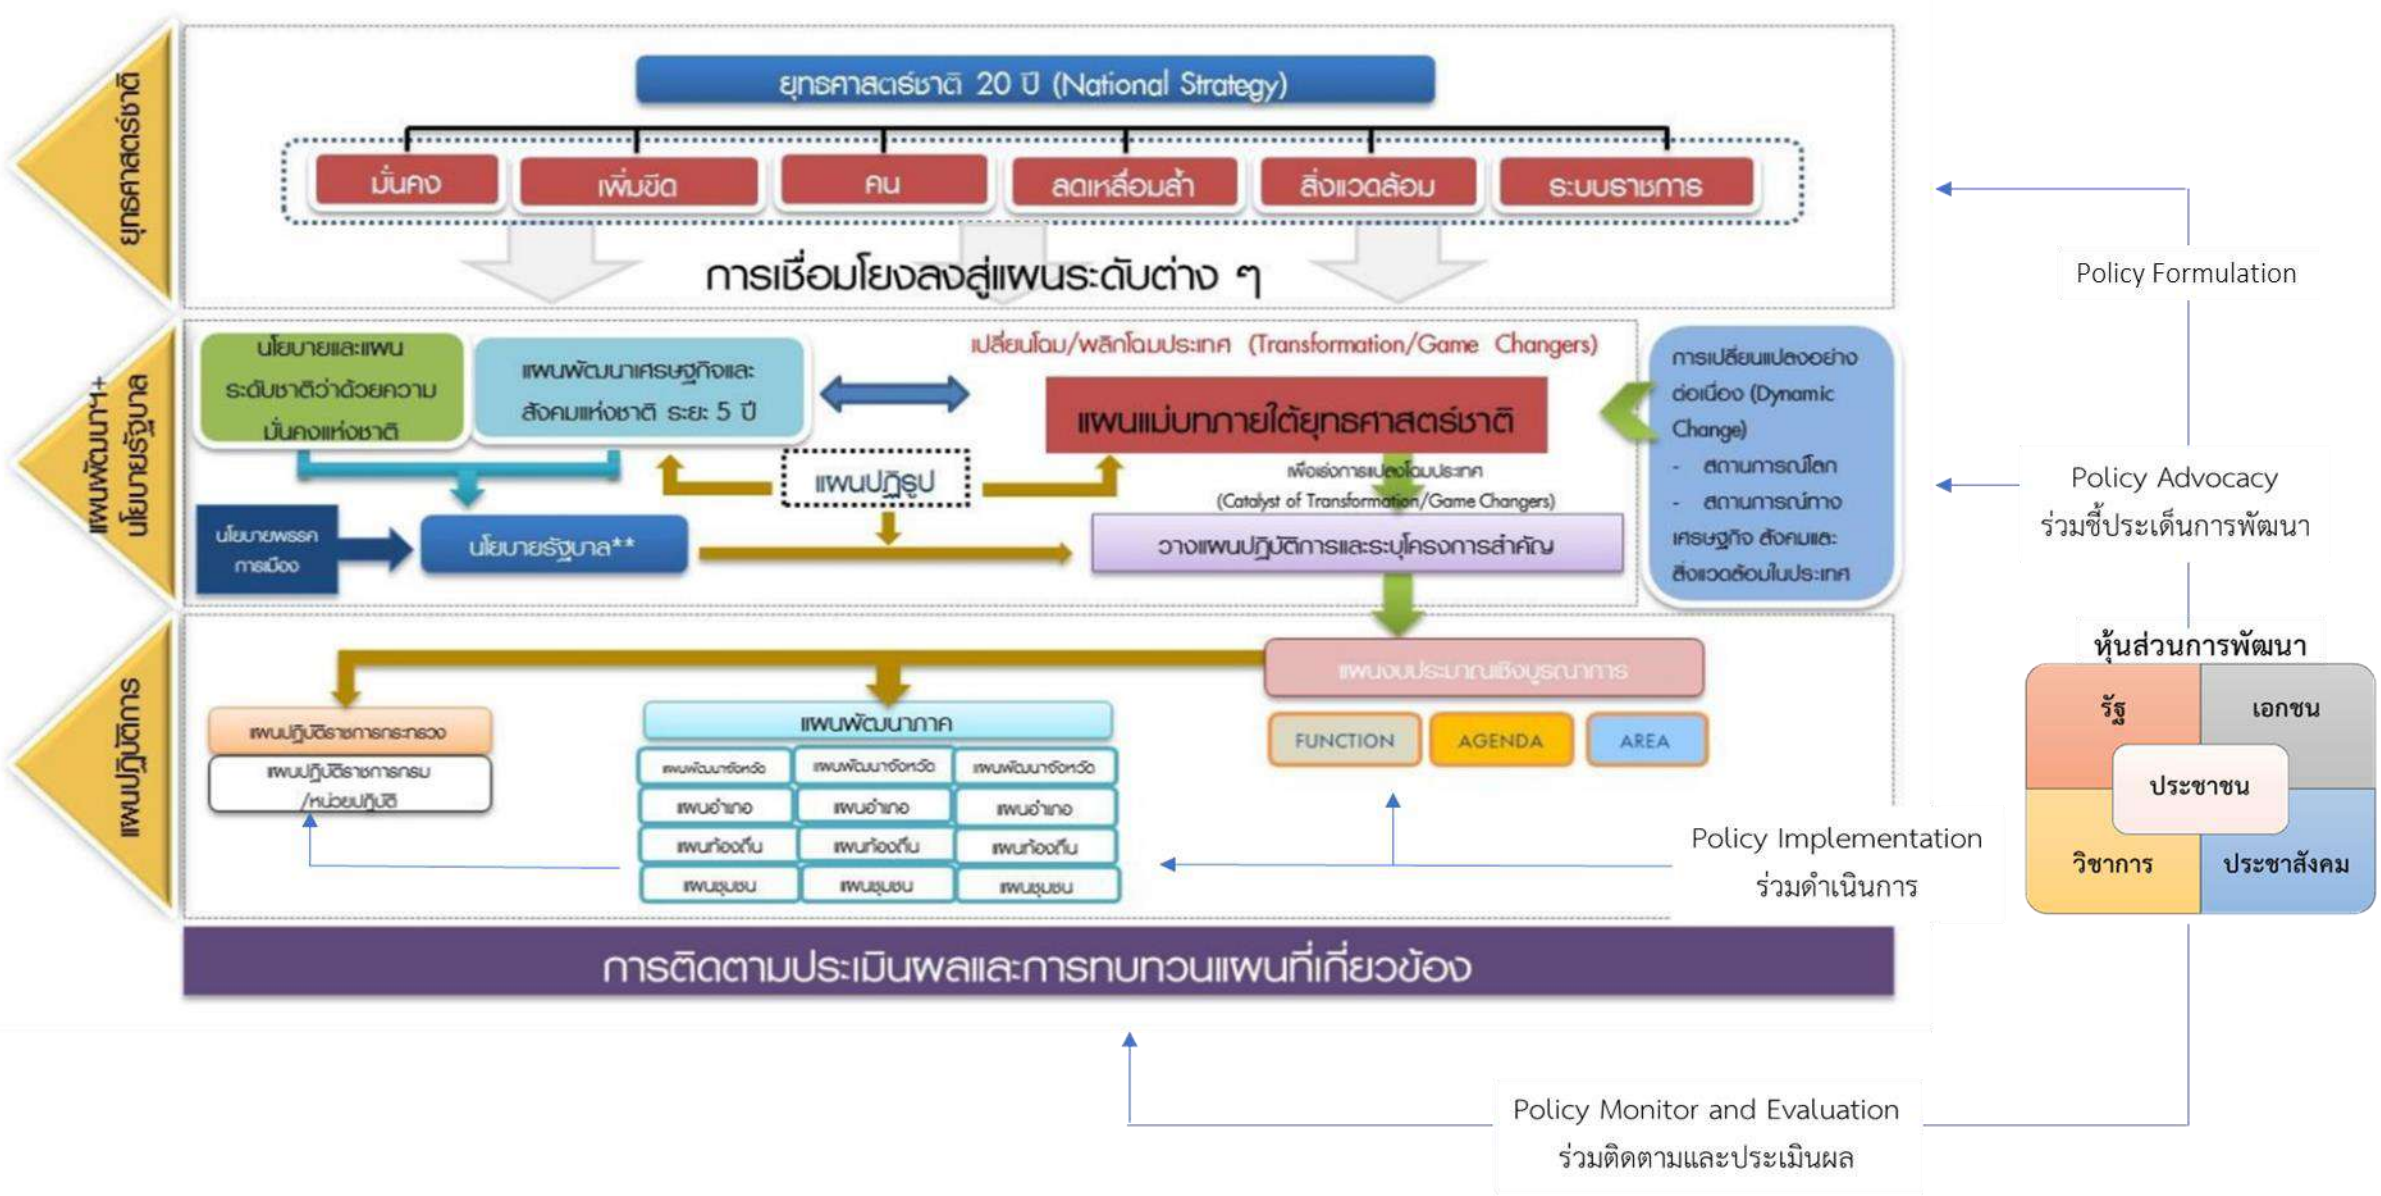 ยุทธศาสตร์ชาติ
ยุทธศาสตร์ชาติ 20 ปี (National Strategy)
มั่นคง
เพิ่มขีด
คน
ลดเหลื่อมล้ำ
สิ่งแวดล้อม
ระบบราชการ
การเชื่อมโยงลงสู่แผนระดับต่าง ๆ
แผนพัฒนาฯ+
นโยบายรัฐบาล
นโยบายและแผน
ระดับชาติว่าด้วยความ
มั่นคงแห่งชาติ
แผนพัฒนาเศรษฐกิจและ
สังคมแห่งชาติ ระยะ 5 ปี
เปลี่ยนโฉม/พลิกโฉมประเทศ (Transformation/Game Changers)
แผนแม่บทภายใต้ยุทธศาสตร์ชาติ
แผนปฏิรูป
เพื่อเร่งการแปลงโฉมประเทศ
(Catalyst of Transformation/Game Changers)
นโยบายพรรค
การเมือง
นโยบายรัฐบาล**
วางแผนปฏิบัติการและระบุโครงการสำคัญ
การเปลี่ยนแปลงอย่าง
ต่อเนื่อง (Dynamic
Change)
- สถานการณ์โลก
- สถานการณ์ทาง
เศรษฐกิจ สังคมและ
สิ่งแวดล้อมในประเทศ
แผนปฏิบัติการ
แผนงบประมาณเชิงบูรณาการ
FUNCTION
AGENDA
AREA
แผนปฏิบัติราชการกระทรวง
แผนปฏิบัติราชการกรม
/หน่วยปฏิบัติ
แผนพัฒนาภาค
แผนพัฒนาจังหวัด แผนพัฒนาจังหวัด แผนพัฒนาจังหวัด
แผนอำเภอ แผนอำเภอ แผนอำเภอ
แผนท้องถิ่น แผนท้องถิ่น แผนท้องถิ่น
แผนชุมชน แผนชุมชน แผนชุมชน
การติดตามประเมินผลและการทบทวนแผนที่เกี่ยวข้อง
Policy Formulation
Policy Advocacy
ร่วมชี้ประเด็นการพัฒนา
หุ้นส่วนการพัฒนา
รัฐ
เอกชน
ประชาชน
วิชาการ
ประชาสังคม
Policy Implementation
ร่วมดำเนินการ
Policy Monitor and Evaluation
ร่วมติดตามและประเมินผล